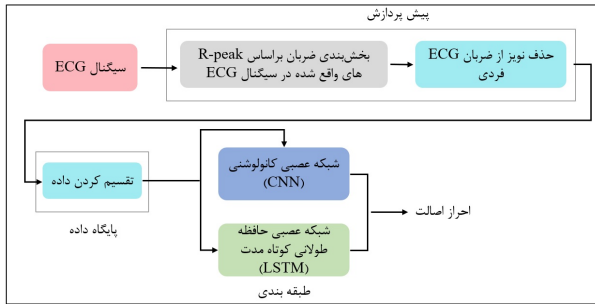 پیش پردازش
سیگنال ECG
بخش‌بندی ضربان براساس R-peak
های واقع شده در سیگنال ECG
حذف نویز از ضربان ECG
فردی
تقسیم کردن داده
پایگاه داده
شبکه عصبی کانولوشنی
(CNN)
شبکه عصبی حافظه
طولانی کوتاه مدت
(LSTM)
طبقه بندی
احراز اصالت